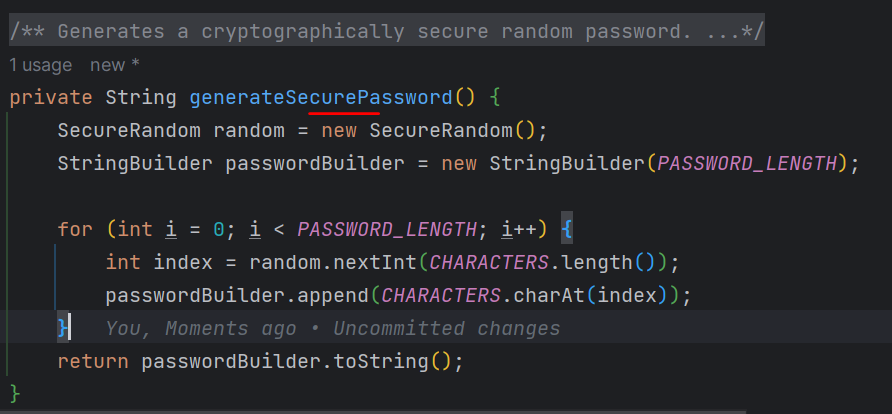 /** Generates a cryptographically secure random password. ...*/
1 usage new *
private String generateSecurePassword() {
SecureRandom random = new SecureRandom();
StringBuilder passwordBuilder = new StringBuilder(PASSWORD_LENGTH);
for (int i = 0; i < PASSWORD_LENGTH; i++) {
int index = random.nextInt(CHARACTERS.length());
passwordBuilder.append(CHARACTERS.charAt(index));
} You, Moments ago • Uncommitted changes
return passwordBuilder.toString();
}